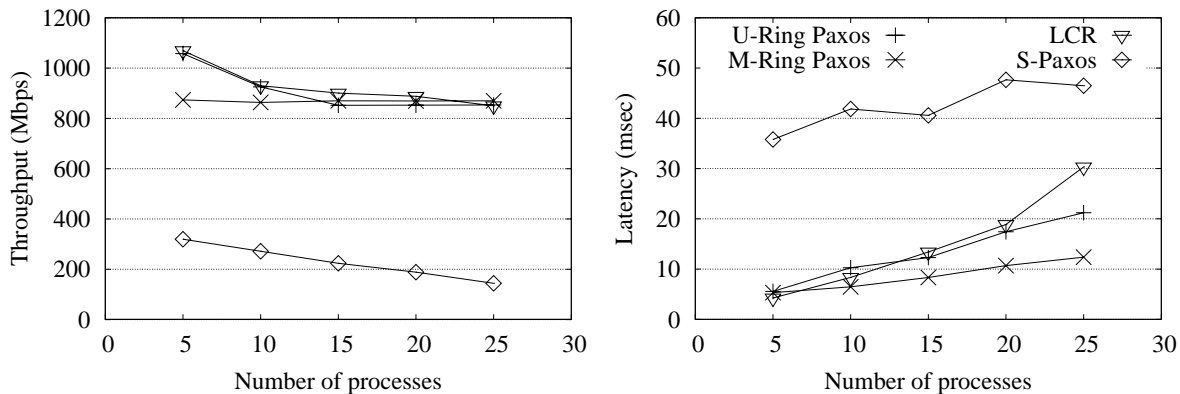 1200
1000
800
600
400
200
0
0 5 10 15 20 25 30
Throughput (Mbps)
Number of processes
60
50
40
30
20
10
0
0 5 10 15 20 25 30
Latency (msec)
Number of processes
U-Ring Paxos
M-Ring Paxos
LCR
S-Paxos